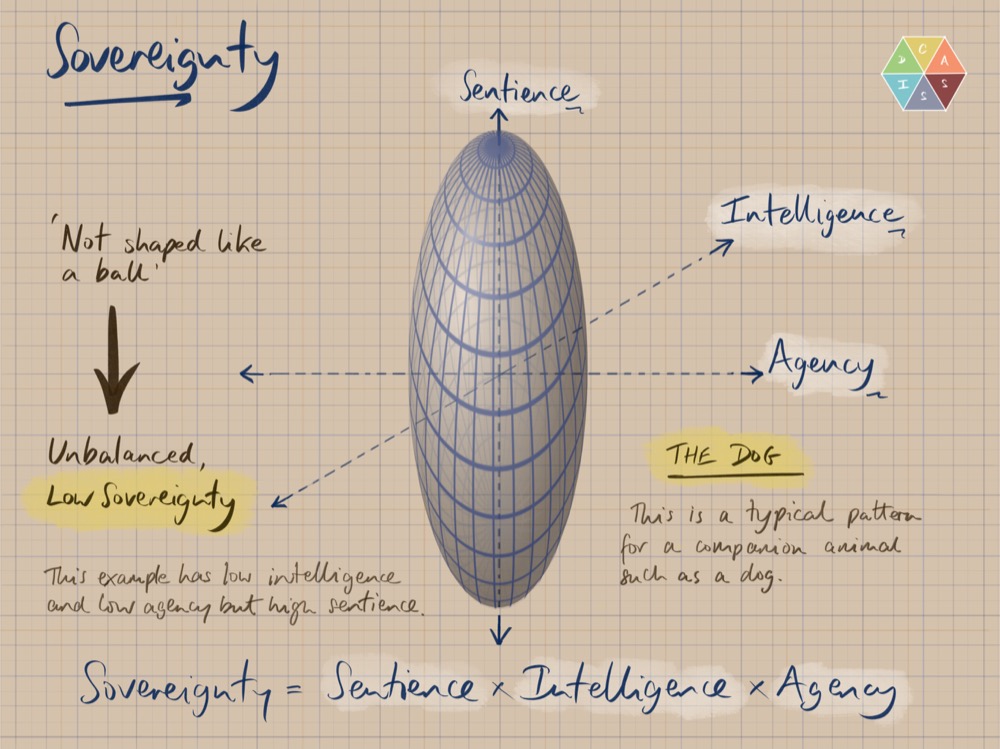 Sovereignty
D C A
I S S
Sentience
Intelligence
'Not shaped like
a ball'
Agency
Unbalanced,
Low Sovereignty
THE DOG
This is a typical pattern
for a companion animal
such as a dog.
This example has low intelligence
and low agency but high sentience.
Sovereignty = Sentience × Intelligence × Agency